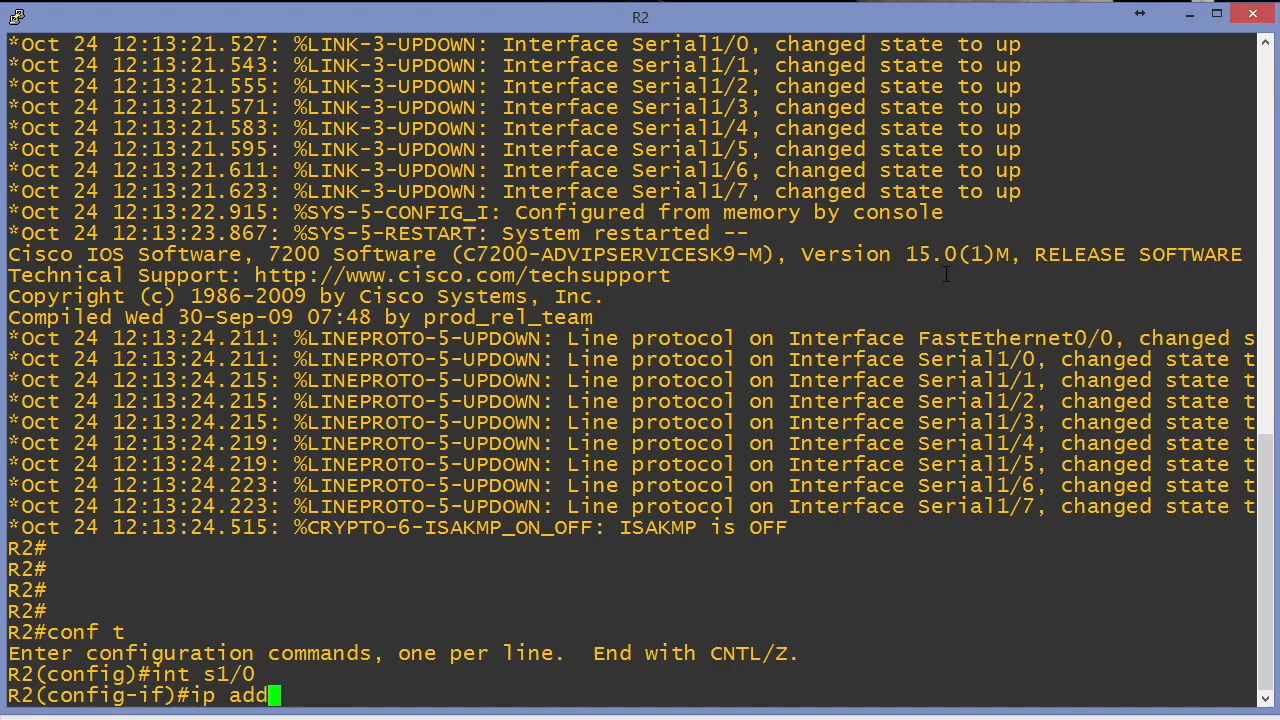 R2
*Oct 24 12:13:21.527: %LINK-3-UPDOWN: Interface Serial1/0, changed state to up
*Oct 24 12:13:21.543: %LINK-3-UPDOWN: Interface Serial1/1, changed state to up
*Oct 24 12:13:21.555: %LINK-3-UPDOWN: Interface Serial1/2, changed state to up
*Oct 24 12:13:21.571: %LINK-3-UPDOWN: Interface Serial1/3, changed state to up
*Oct 24 12:13:21.583: %LINK-3-UPDOWN: Interface Serial1/4, changed state to up
*Oct 24 12:13:21.595: %LINK-3-UPDOWN: Interface Serial1/5, changed state to up
*Oct 24 12:13:21.611: %LINK-3-UPDOWN: Interface Serial1/6, changed state to up
*Oct 24 12:13:21.623: %LINK-3-UPDOWN: Interface Serial1/7, changed state to up
*Oct 24 12:13:22.915: %SYS-5-CONFIG_I: Configured from memory by console
*Oct 24 12:13:23.867: %SYS-5-RESTART: System restarted --
Cisco IOS Software, 7200 Software (C7200-ADVIPSERVICESK9-M), Version 15.0(1)M, RELEASE SOFTWARE
Technical Support: http://www.cisco.com/techsupport
Copyright (c) 1986-2009 by Cisco Systems, Inc.
Compiled Wed 30-Sep-09 07:48 by prod_rel_team
*Oct 24 12:13:24.211: %LINEPROTO-5-UPDOWN: Line protocol on Interface FastEthernet0/0, changed s
*Oct 24 12:13:24.211: %LINEPROTO-5-UPDOWN: Line protocol on Interface Serial1/0, changed state t
*Oct 24 12:13:24.215: %LINEPROTO-5-UPDOWN: Line protocol on Interface Serial1/1, changed state t
*Oct 24 12:13:24.215: %LINEPROTO-5-UPDOWN: Line protocol on Interface Serial1/2, changed state t
*Oct 24 12:13:24.215: %LINEPROTO-5-UPDOWN: Line protocol on Interface Serial1/3, changed state t
*Oct 24 12:13:24.219: %LINEPROTO-5-UPDOWN: Line protocol on Interface Serial1/4, changed state t
*Oct 24 12:13:24.219: %LINEPROTO-5-UPDOWN: Line protocol on Interface Serial1/5, changed state t
*Oct 24 12:13:24.223: %LINEPROTO-5-UPDOWN: Line protocol on Interface Serial1/6, changed state t
*Oct 24 12:13:24.223: %LINEPROTO-5-UPDOWN: Line protocol on Interface Serial1/7, changed state t
*Oct 24 12:13:24.515: %CRYPTO-6-ISAKMP_ON_OFF: ISAKMP is OFF
R2#
R2#
R2#
R2#
R2#conf t
Enter configuration commands, one per line.  End with CNTL/Z.
R2(config)#int s1/0
R2(config-if)#ip add